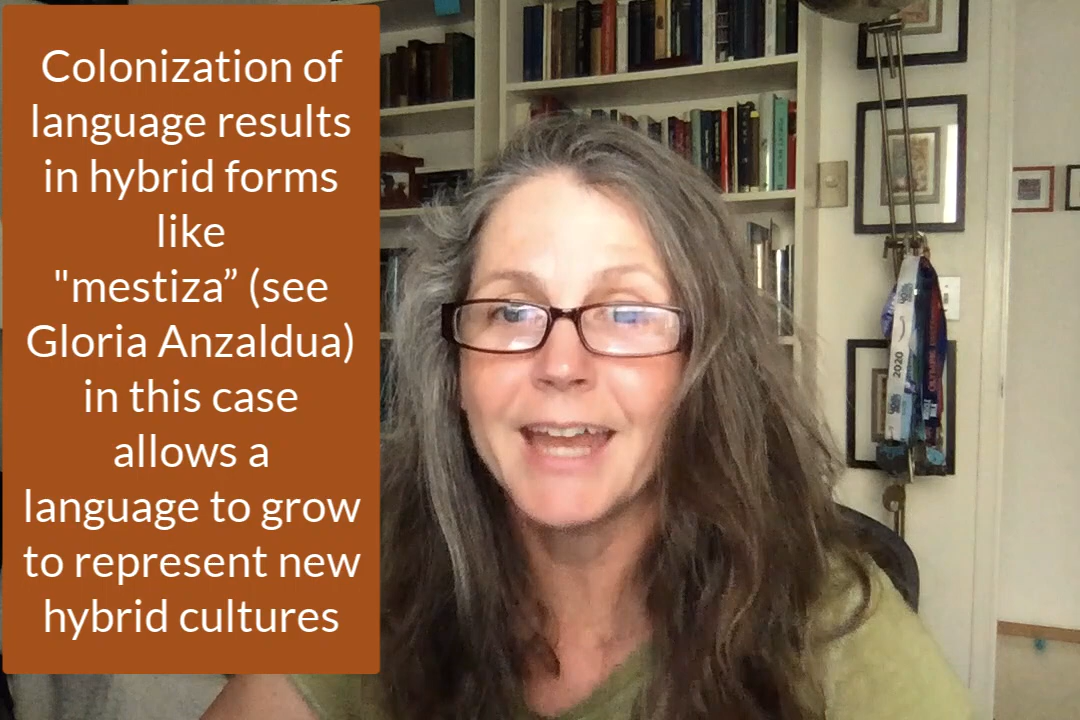 Colonization of
language results
in hybrid forms
like
"mestiza” (see
Gloria Anzaldua)
in this case
allows a
language to grow
to represent new
hybrid cultures
2020